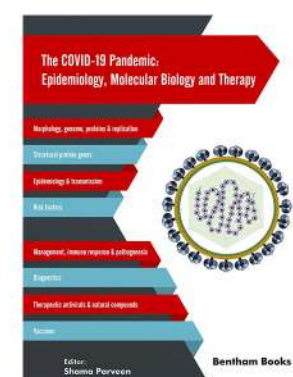 The COVID-19 Pandemic:
Epidemiology, Molecular Biology and Therapy
Morphology, genome, proteins & replication
Structural protein genes
Epidemiology & transmission
Risk factors
Management, immune response & pathogenesis
Diagnostics
Therapeutic antivirals & natural compounds
Vaccines
Editor:
Shama Parveen
Bentham Books